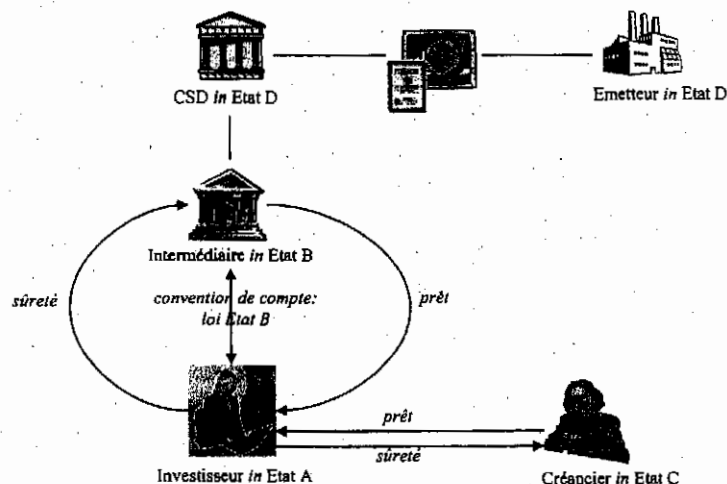 CSD in Etat D
Emetteur in Etat D
Intermédiaire in Etat B
sûreté
convention de compte:
loi Etat B
prêt
prêt
sûreté
Investisseur in Etat A
Créancier in Etat C